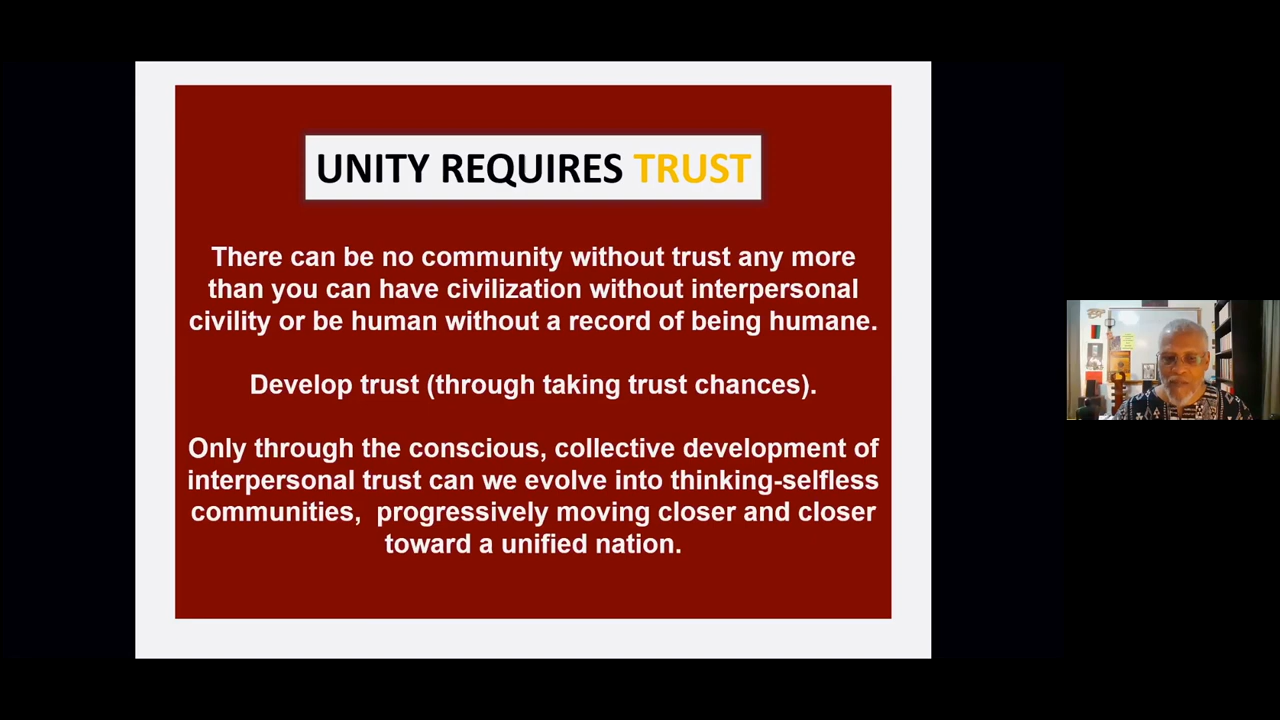 UNITY REQUIRES TRUST
There can be no community without trust any more
than you can have civilization without interpersonal
civility or be human without a record of being humane.
Develop trust (through taking trust chances).
Only through the conscious, collective development of
interpersonal trust can we evolve into thinking-selfless
communities,  progressively moving closer and closer
toward a unified nation.